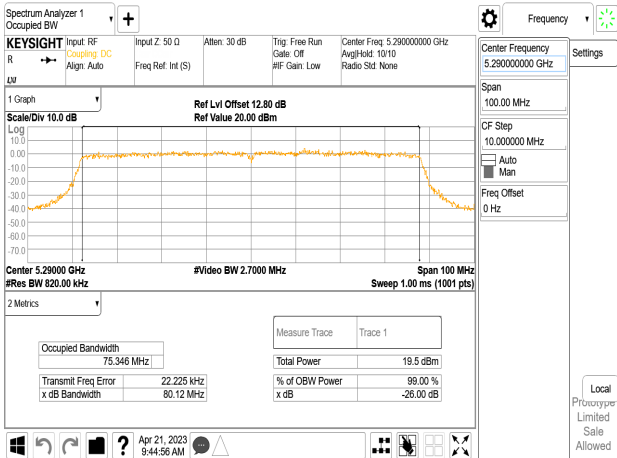 Spectrum Analyzer 1
Occupied BW
Frequency
KEYSIGHT
R
Input: RF
Coupling: DC
Align: Auto
Input Z: 50 Ω
Freq Ref: Int (S)
Atten: 30 dB
Trig: Free Run
Gate: Off
#IF Gain: Low
Center Freq: 5.290000000 GHz
Avg|Hold: 10/10
Radio Std: None
LXI
Center Frequency
5.290000000 GHz
Settings
Span
100.00 MHz
CF Step
10.000000 MHz
Auto
Man
Freq Offset
0 Hz
1 Graph
Scale/Div 10.0 dB
Ref Lvl Offset 12.80 dB
Ref Value 20.00 dBm
Log
10.0
0.00
-10.0
-20.0
-30.0
-40.0
-50.0
-60.0
-70.0
Center 5.29000 GHz
#Res BW 820.00 kHz
#Video BW 2.7000 MHz
Span 100 MHz
Sweep 1.00 ms (1001 pts)
2 Metrics
Measure Trace
Trace 1
Occupied Bandwidth
75.346 MHz
Total Power
19.5 dBm
Transmit Freq Error
22.225 kHz
% of OBW Power
99.00 %
x dB Bandwidth
80.12 MHz
x dB
-26.00 dB
Local
Prototype
Limited
Sale
Allowed
Apr 21, 2023
9:44:56 AM